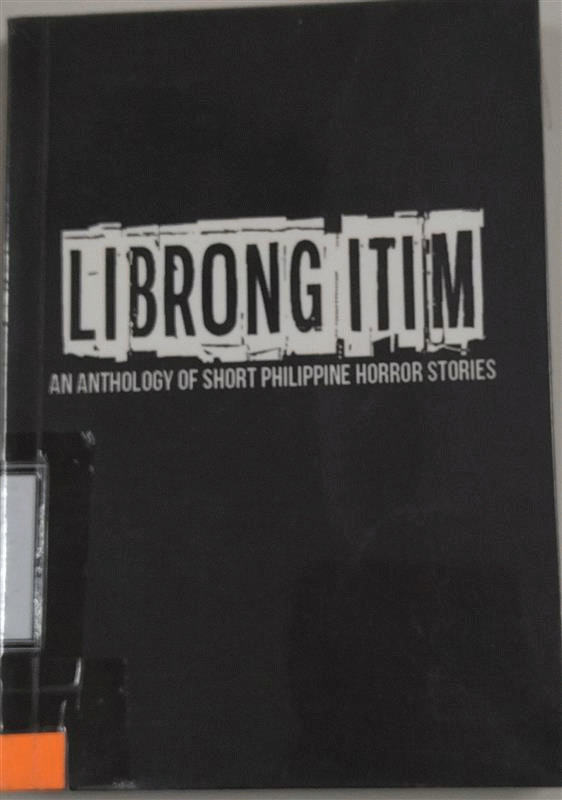 LIBRONG ITIM
AN ANTHOLOGY OF SHORT PHILIPPINE HORROR STORIES